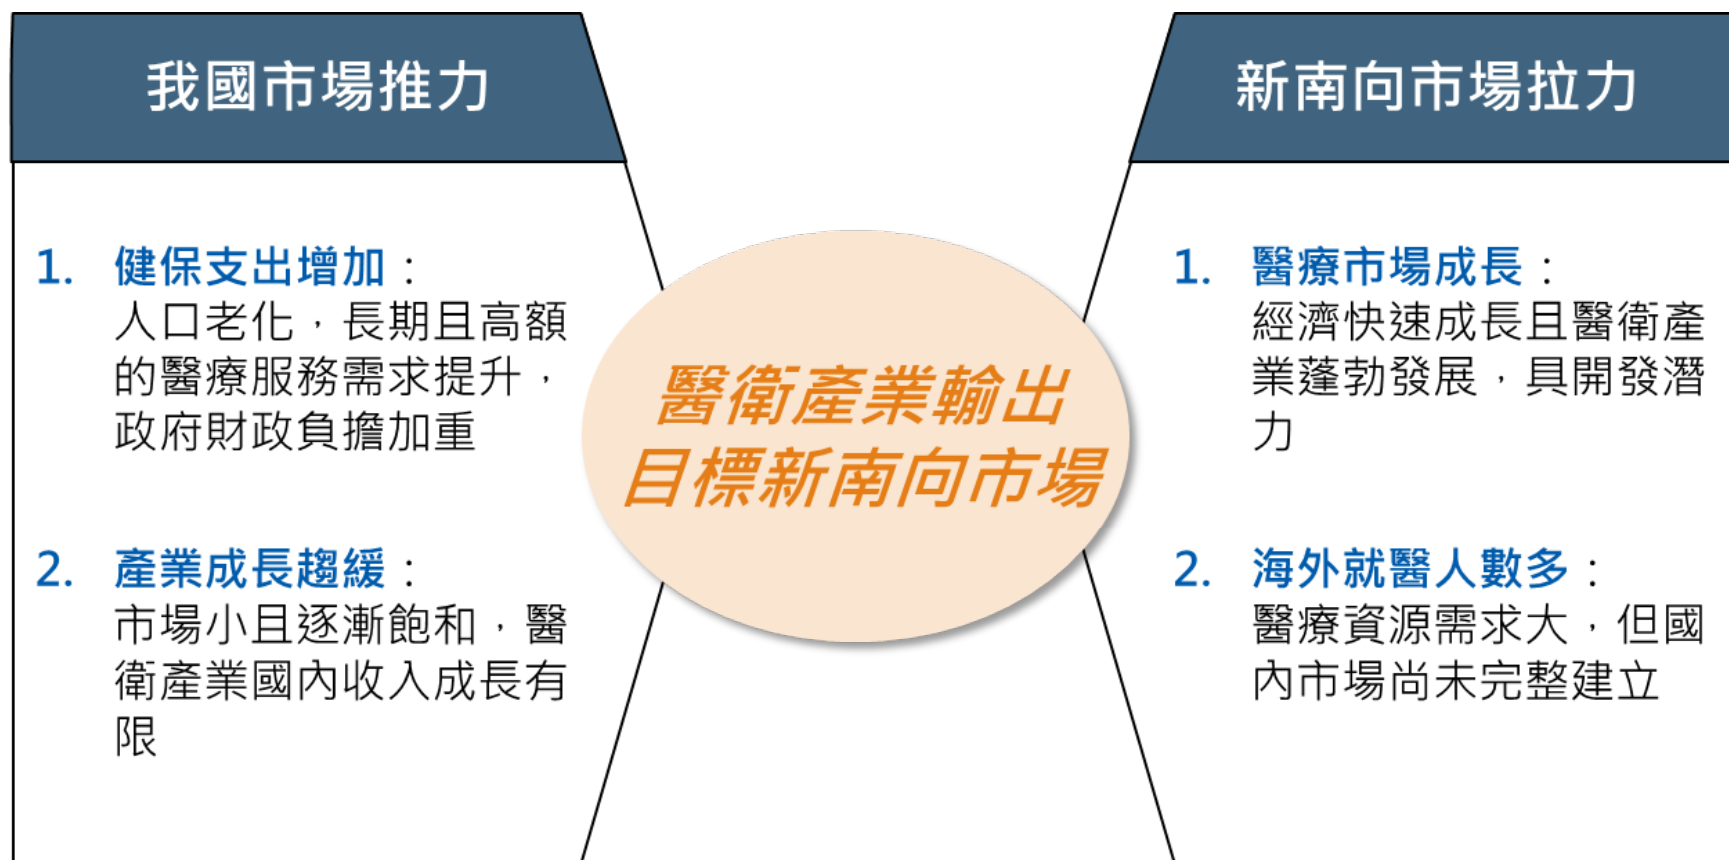 我國市場推力
1. 健保支出增加：
人口老化，長期且高額
的醫療服務需求提升，
政府財政負擔加重
2. 產業成長趨緩：
市場小且逐漸飽和，醫
衛產業國內收入成長有
限
醫衛產業輸出
目標新南向市場
新南向市場拉力
1. 醫療市場成長：
經濟快速成長且醫衛產
業蓬勃發展，具開發潛
力
2. 海外就醫人數多：
醫療資源需求大，但國
內市場尚未完整建立